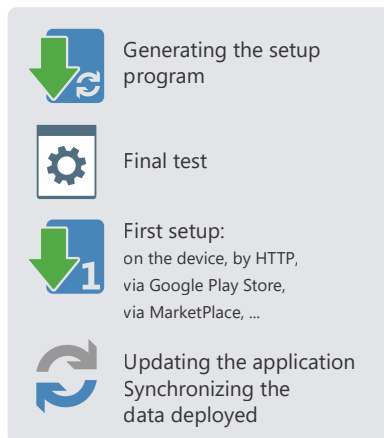 Generating the setup
program
Final test
1
First setup:
on the device, by HTTP,
via Google Play Store,
via MarketPlace, ...
Updating the application
Synchronizing the
data deployed